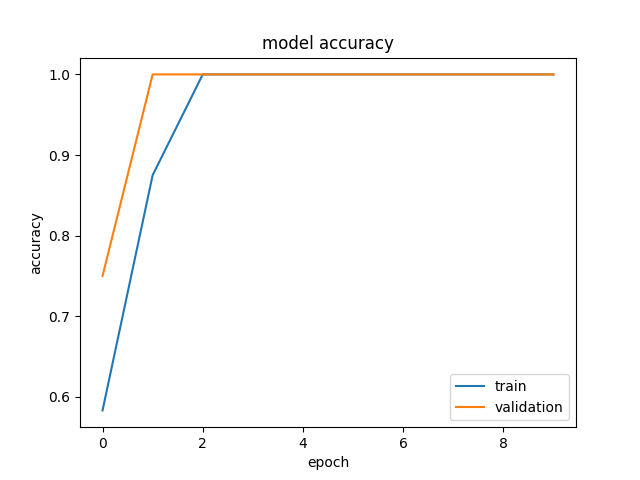 model accuracy
1.0
0.9
0.8
0.7
0.6
accuracy
0 2 4 6 8
epoch
train
validation